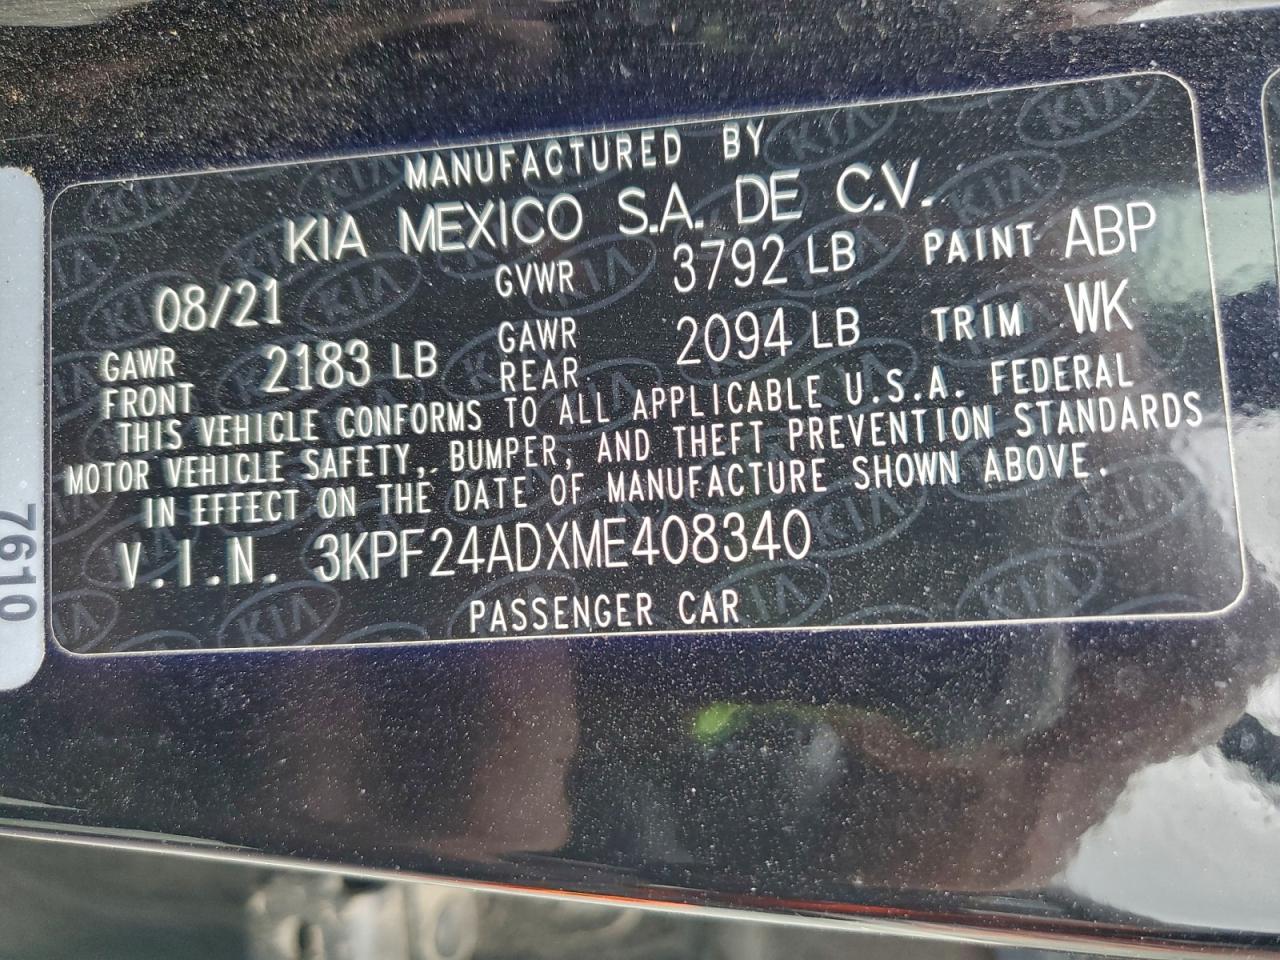 MANUFACTURED BY
KIA MEXICO S.A. DE C.V.
08/21 GVWR 3792 LB PAINT ABP
GAWR FRONT 2183 LB GAWR REAR 2094 LB TRIM WK
THIS VEHICLE CONFORMS TO ALL APPLICABLE U.S.A. FEDERAL
MOTOR VEHICLE SAFETY, BUMPER, AND THEFT PREVENTION STANDARDS
IN EFFECT ON THE DATE OF MANUFACTURE SHOWN ABOVE.
V.I.N. 3KPF24ADXME408340
PASSENGER CAR
7610